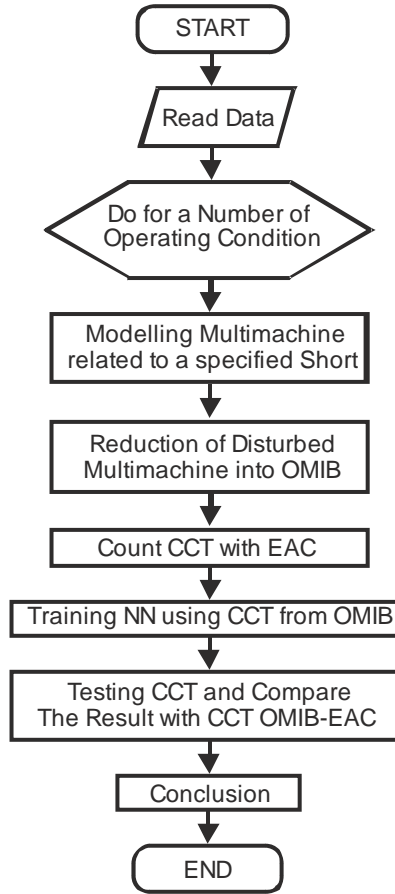 START
Read Data
Do for a Number of
Operating Condition
Modelling Multimachine
related to a specified Short
Reduction of Disturbed
Multimachine into OMIB
Count CCT with EAC
Training NN using CCT from OMIB
Testing CCT and Compare
The Result with CCT OMIB-EAC
Conclusion
END